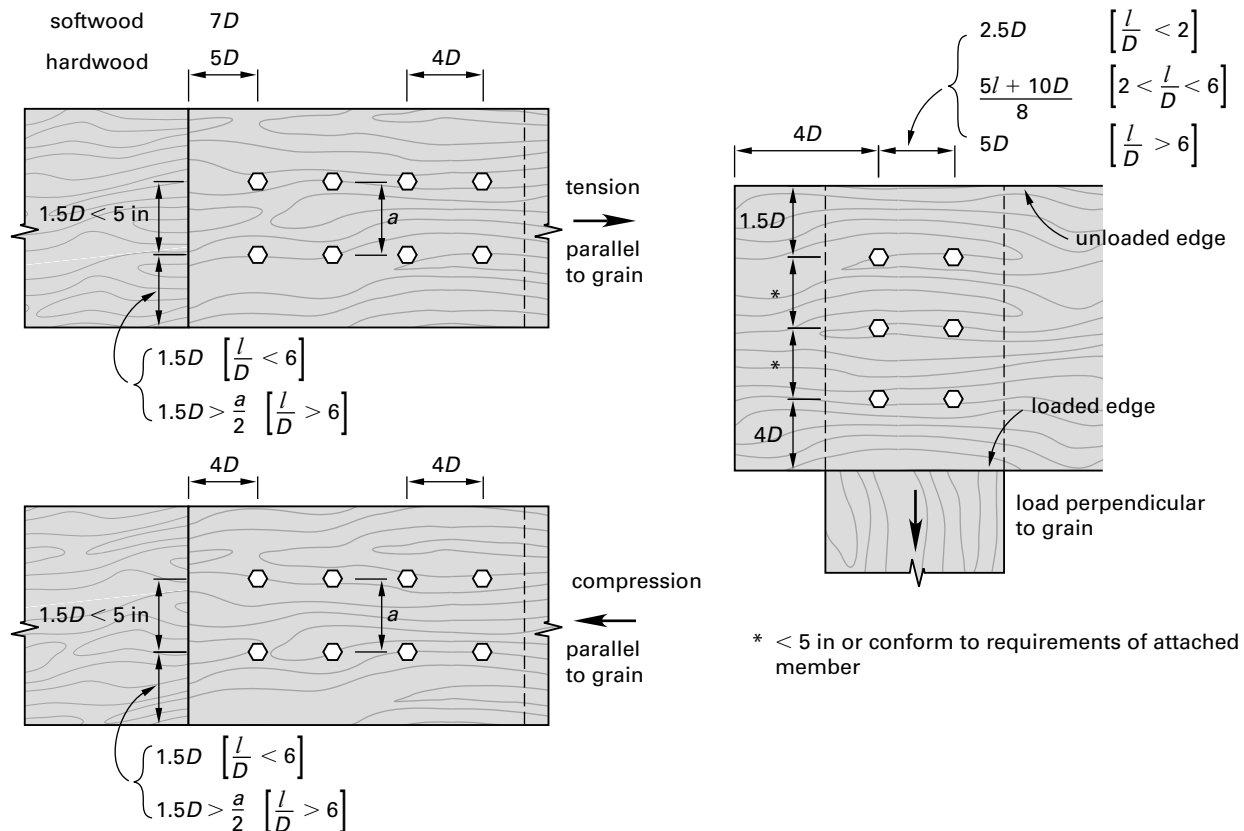 softwood 7D
hardwood 5D 4D
1.5D < 5 in
a
tension
parallel
to grain
1.5D [l/D < 6]
1.5D > a/2 [l/D > 6]
4D 4D
1.5D < 5 in
a
compression
parallel
to grain
1.5D [l/D < 6]
1.5D > a/2 [l/D > 6]
2.5D [l/D < 2]
5l + 10D/8 [2 < l/D < 6]
5D [l/D > 6]
4D
1.5D
unloaded edge
*
*
loaded edge
4D
load perpendicular
to grain
* < 5 in or conform to requirements of attached
member